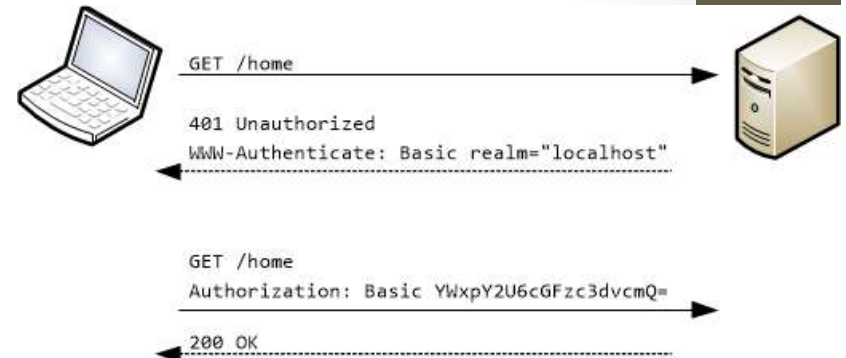 GET /home
401 Unauthorized
WWW-Authenticate: Basic realm="localhost"
GET /home
Authorization: Basic YWxpY2U6cGFzc3dvcmQ=
200 OK